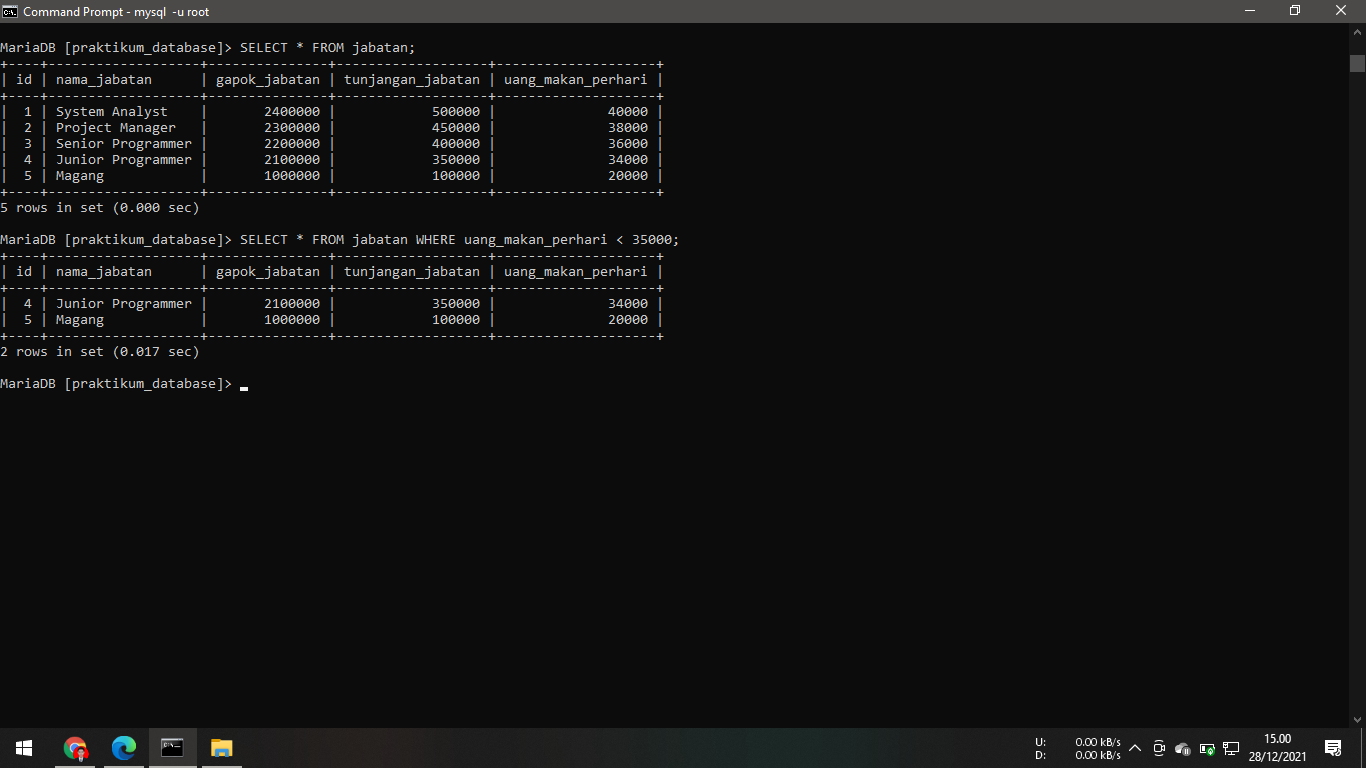 Command Prompt - mysql  -u root
MariaDB [praktikum_database]> SELECT * FROM jabatan;
+----+-------------------+---------------+-------------------+--------------------+
| id | nama_jabatan      | gapok_jabatan | tunjangan_jabatan | uang_makan_perhari |
+----+-------------------+---------------+-------------------+--------------------+
|  1 | System Analyst    |       2400000 |            500000 |              40000 |
|  2 | Project Manager   |       2300000 |            450000 |              38000 |
|  3 | Senior Programmer |       2200000 |            400000 |              36000 |
|  4 | Junior Programmer |       2100000 |            350000 |              34000 |
|  5 | Magang            |       1000000 |            100000 |              20000 |
+----+-------------------+---------------+-------------------+--------------------+
5 rows in set (0.000 sec)
MariaDB [praktikum_database]> SELECT * FROM jabatan WHERE uang_makan_perhari < 35000;
+----+-------------------+---------------+-------------------+--------------------+
| id | nama_jabatan      | gapok_jabatan | tunjangan_jabatan | uang_makan_perhari |
+----+-------------------+---------------+-------------------+--------------------+
|  4 | Junior Programmer |       2100000 |            350000 |              34000 |
|  5 | Magang            |       1000000 |            100000 |              20000 |
+----+-------------------+---------------+-------------------+--------------------+
2 rows in set (0.017 sec)
MariaDB [praktikum_database]>
U: 0.00 kB/s
D: 0.00 kB/s
15.00
28/12/2021